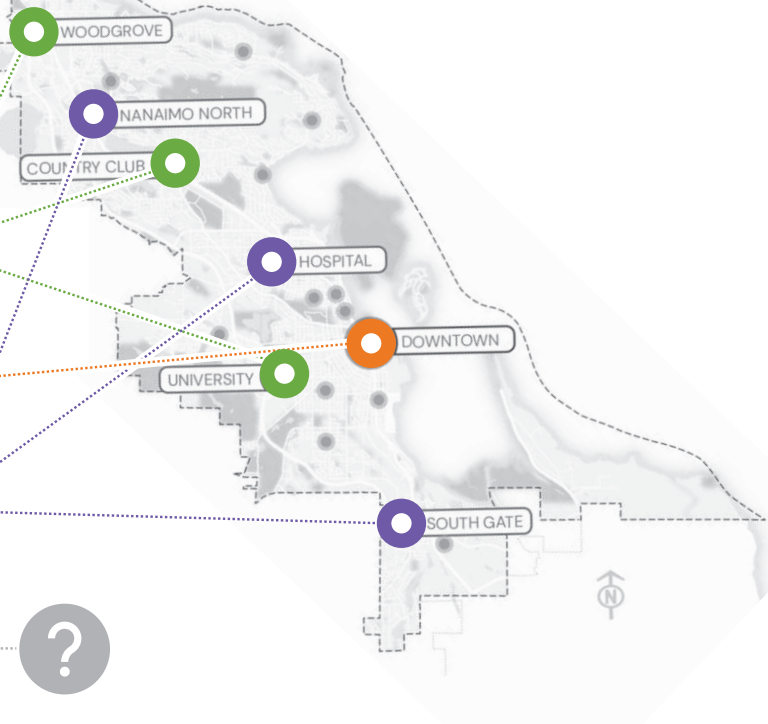 WOODGROVE
NANAIMO NORTH
COUNTRY CLUB
HOSPITAL
DOWNTOWN
UNIVERSITY
SOUTH GATE
N
?